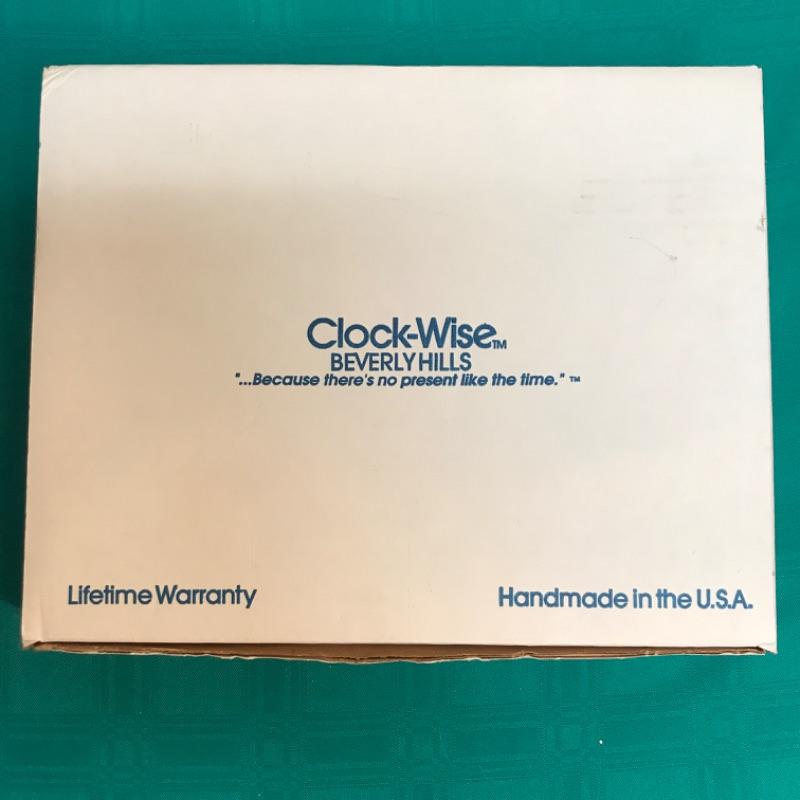 Clock-Wise™
BEVERLY HILLS
"...Because there's no present like the time." ™
Lifetime Warranty
Handmade in the U.S.A.